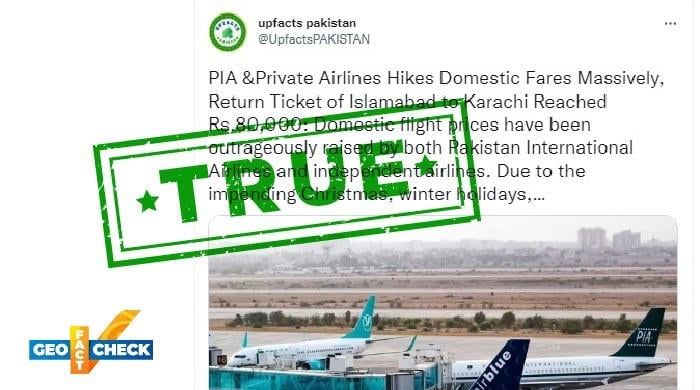 upfacts pakistan
@UpfactsPAKISTAN
PIA &Private Airlines Hikes Domestic Fares Massively,
Return Ticket of Islamabad to Karachi Reached
Rs.80,000: Domestic flight prices have been
outrageously raised by both Pakistan International
Airlines and independent airlines. Due to the
impending Christmas, winter holidays,...
TRUE
GEO FACT CHECK
airblue
PIA